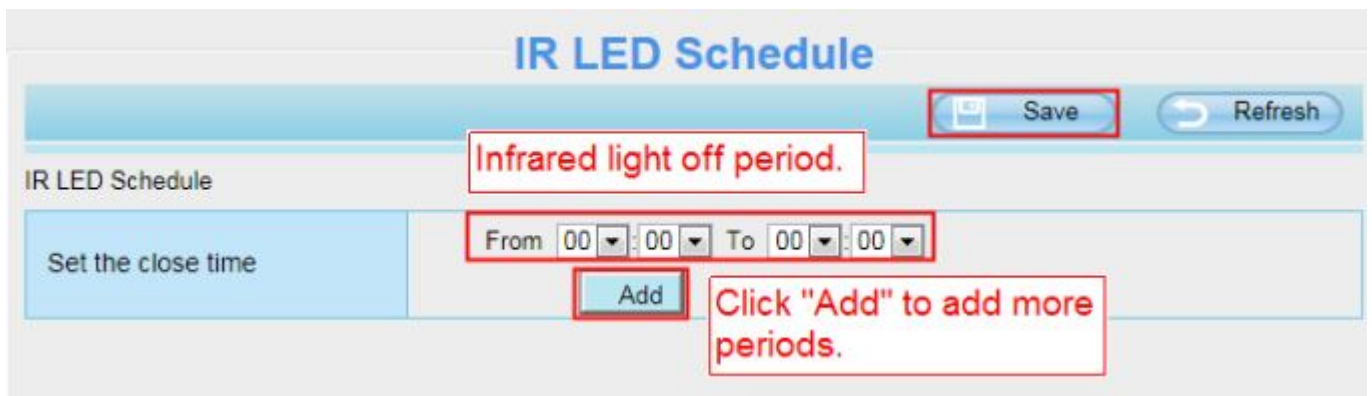 IR LED Schedule
Save Refresh
Infrared light off period.
IR LED Schedule
Set the close time
From 00 : 00 To 00 : 00
Add
Click "Add" to add more
periods.